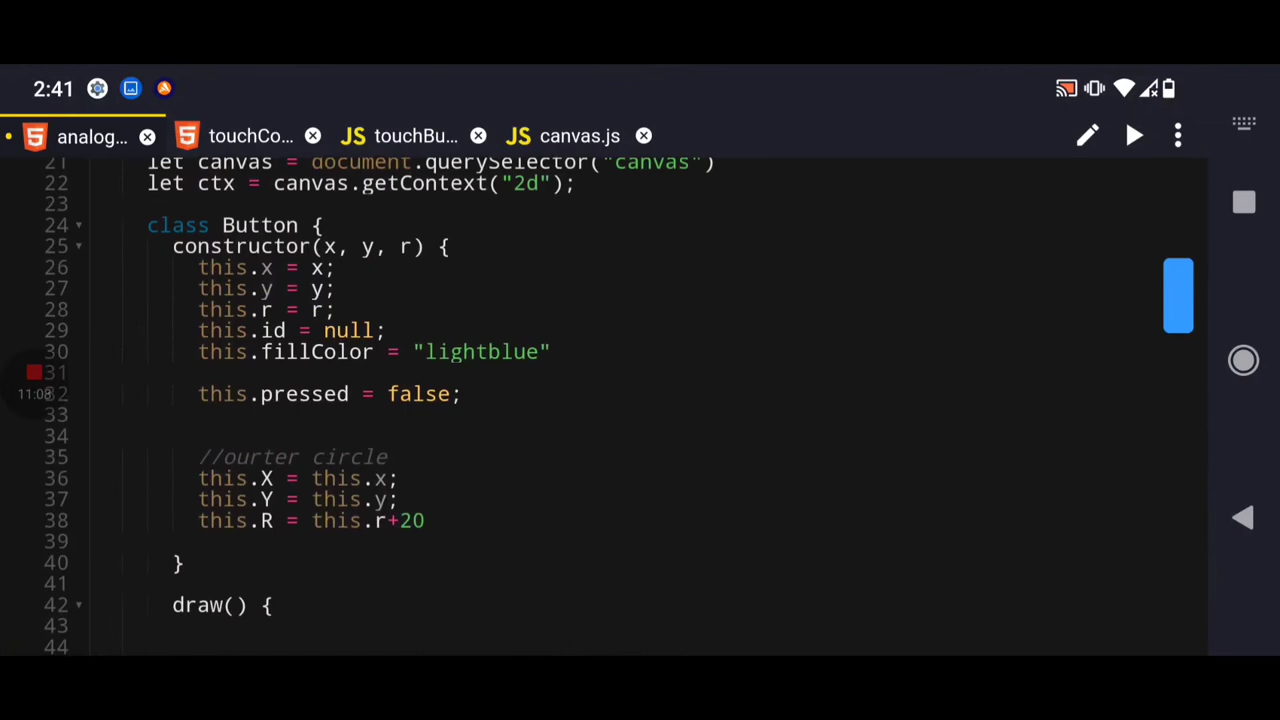 2:41
analog...
touchCo...
JS touchBu...
JS canvas.js
21 let canvas = document.querySelector("canvas")
22 let ctx = canvas.getContext("2d");
23
24 class Button {
25 constructor(x, y, r) {
26 this.x = x;
27 this.y = y;
28 this.r = r;
29 this.id = null;
30 this.fillColor = "lightblue"
31
32 this.pressed = false;
11:08
33
34
35 //ourter circle
36 this.X = this.x;
37 this.Y = this.y;
38 this.R = this.r+20
39
40 }
41
42 draw() {
43
44